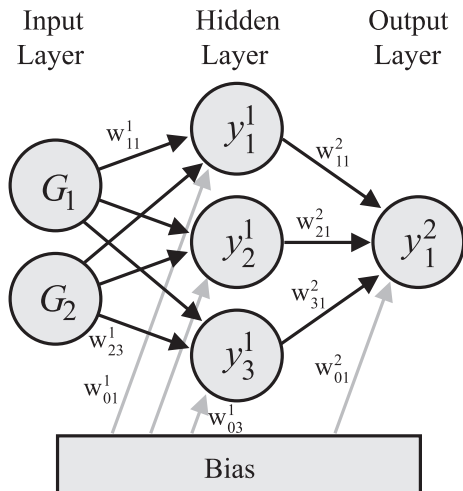 Input Layer
Hidden Layer
Output Layer
w¹₁₁
y¹₁
w²₁₁
G₁
w²₂₁
y¹₂
y²₁
G₂
w²₃₁
w¹₂₃
y¹₃
w¹₀₁
w²₀₁
w¹₀₃
Bias